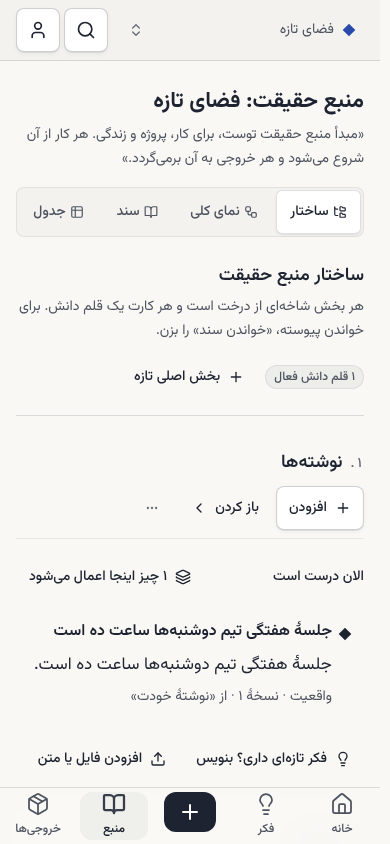 فضای تازه
منبع حقیقت: فضای تازه
«مبدأ منبع حقیقت توست، برای کار، پروژه و زندگی. هر کار از آن
شروع می‌شود و هر خروجی به آن برمی‌گردد.»
ساختار
نمای کلی
سند
جدول
ساختار منبع حقیقت
هر بخش شاخه‌ای از درخت است و هر کارت یک قلم دانش. برای
خواندن پیوسته، «خواندن سند» را بزن.
۱ قلم دانش فعال
بخش اصلی تازه
۱. نوشته‌ها
افزودن
باز کردن
الان درست است
۱ چیز اینجا اعمال می‌شود
جلسهٔ هفتگی تیم دوشنبه‌ها ساعت ده است
جلسهٔ هفتگی تیم دوشنبه‌ها ساعت ده است.
واقعیت · نسخهٔ ۱ · از «نوشتهٔ خودت»
فکر تازه‌ای داری؟ بنویس
افزودن فایل یا متن
خانه
فکر
منبع
خروجی‌ها